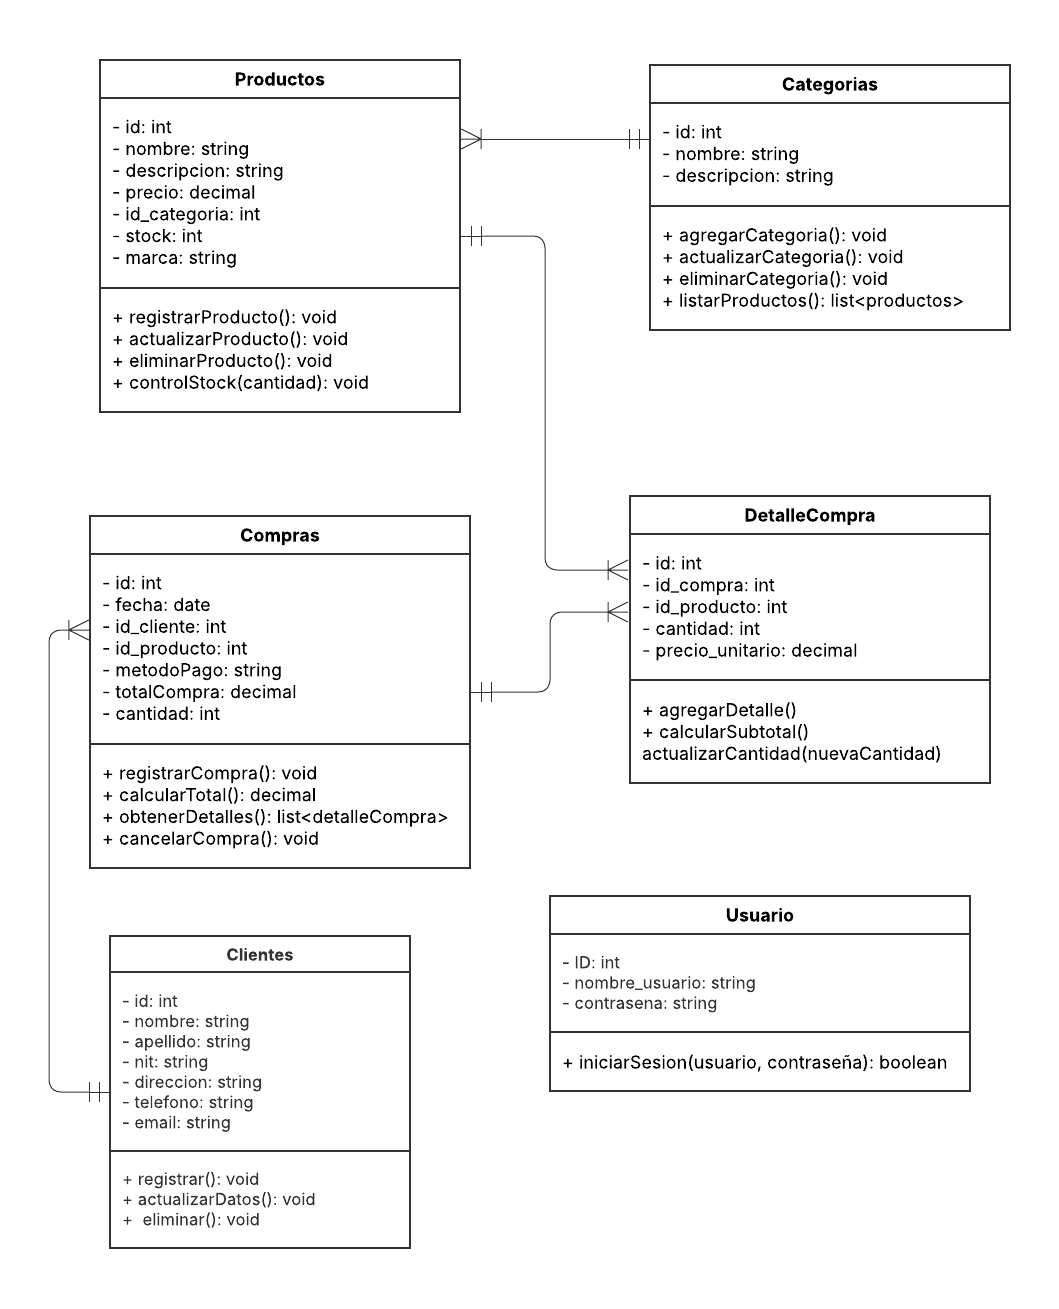 Productos
- id: int
- nombre: string
- descripcion: string
- precio: decimal
- id_categoria: int
- stock: int
- marca: string
+ registrarProducto(): void
+ actualizarProducto(): void
+ eliminarProducto(): void
+ controlStock(cantidad): void
Categorias
- id: int
- nombre: string
- descripcion: string
+ agregarCategoria(): void
+ actualizarCategoria(): void
+ eliminarCategoria(): void
+ listarProductos(): list<productos>
Compras
- id: int
- fecha: date
- id_cliente: int
- id_producto: int
- metodoPago: string
- totalCompra: decimal
- cantidad: int
+ registrarCompra(): void
+ calcularTotal(): decimal
+ obtenerDetalles(): list<detalleCompra>
+ cancelarCompra(): void
DetalleCompra
- id: int
- id_compra: int
- id_producto: int
- cantidad: int
- precio_unitario: decimal
+ agregarDetalle()
+ calcularSubtotal()
actualizarCantidad(nuevaCantidad)
Clientes
- id: int
- nombre: string
- apellido: string
- nit: string
- direccion: string
- telefono: string
- email: string
+ registrar(): void
+ actualizarDatos(): void
+  eliminar(): void
Usuario
- ID: int
- nombre_usuario: string
- contrasena: string
+ iniciarSesion(usuario, contraseña): boolean